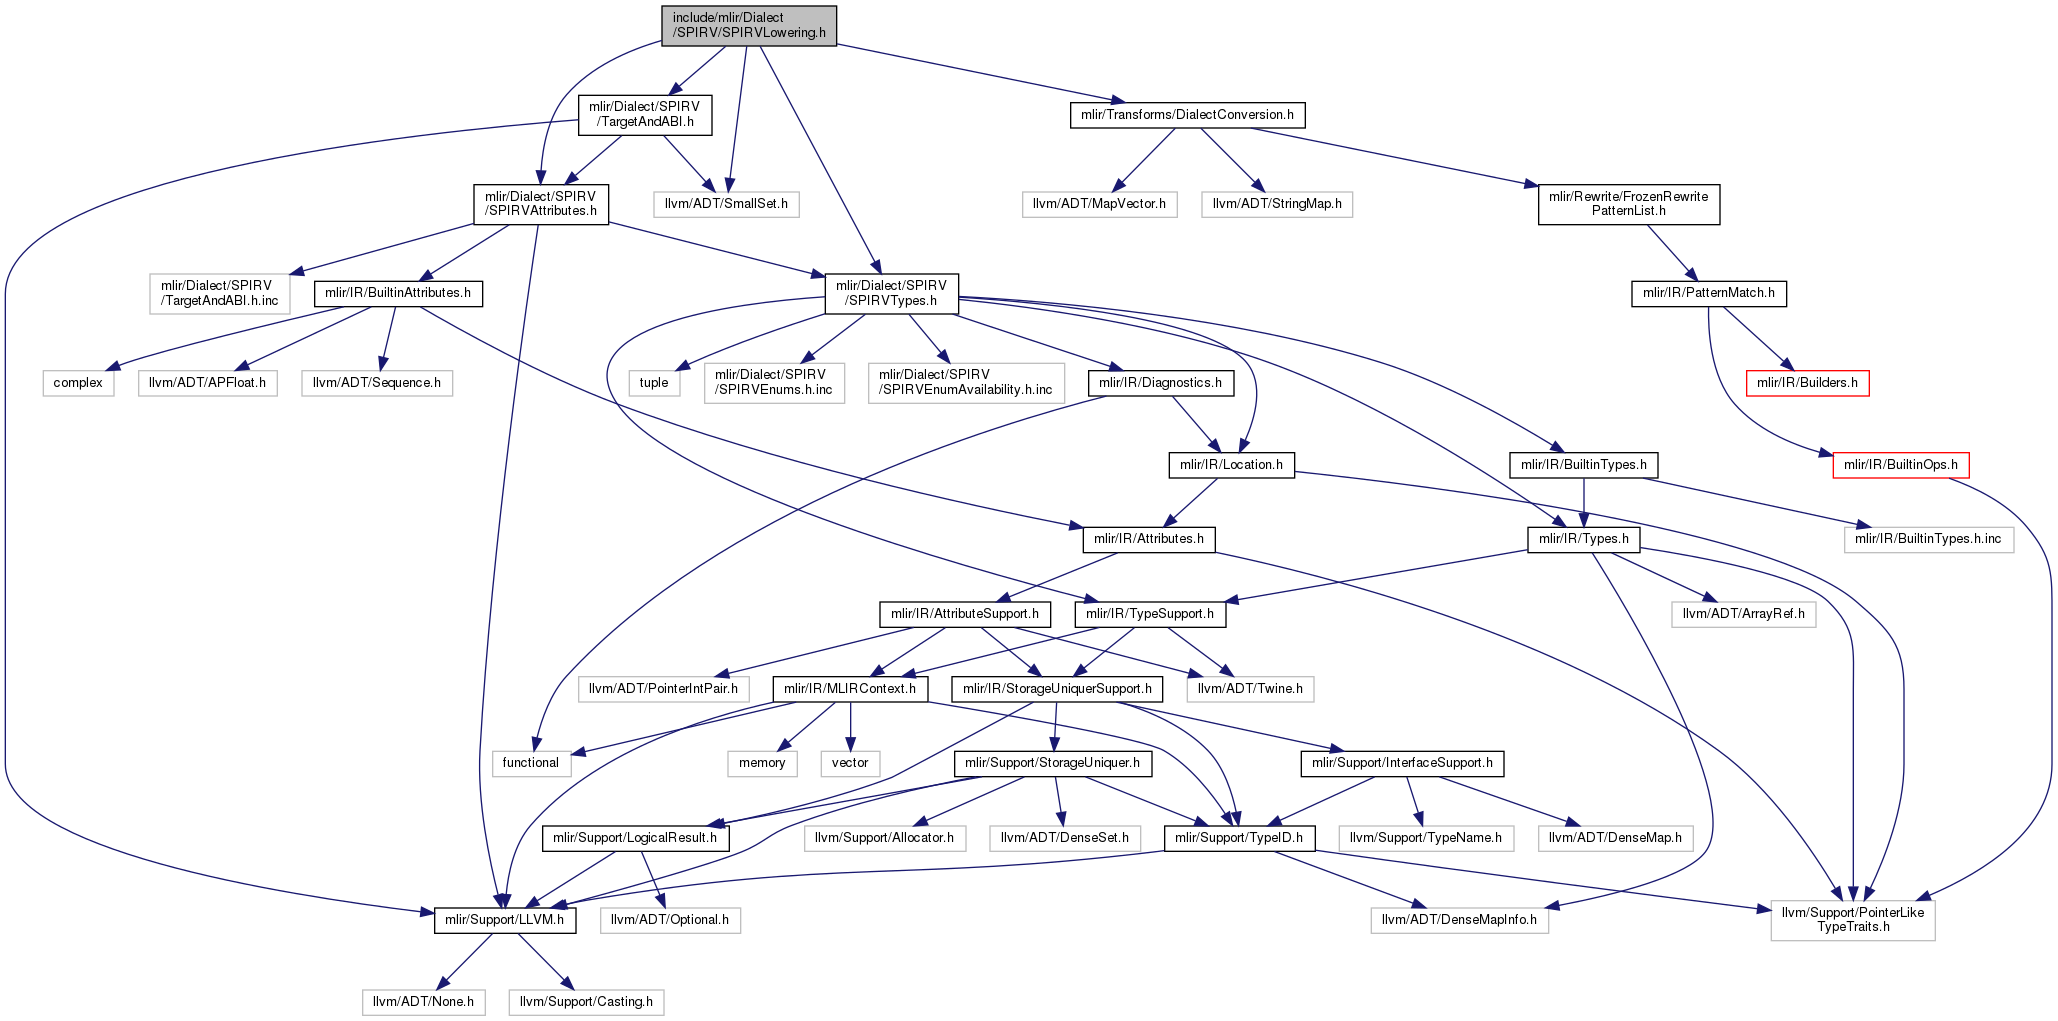 include/mlir/Dialect
/SPIRV/SPIRVLowering.h
mlir/Dialect/SPIRV
/TargetAndABI.h
mlir/Transforms/DialectConversion.h
mlir/Dialect/SPIRV
/SPIRVAttributes.h
llvm/ADT/SmallSet.h
llvm/ADT/MapVector.h
llvm/ADT/StringMap.h
mlir/Rewrite/FrozenRewrite
PatternList.h
mlir/Dialect/SPIRV
/TargetAndABI.h.inc
mlir/IR/BuiltinAttributes.h
mlir/Dialect/SPIRV
/SPIRVTypes.h
mlir/IR/PatternMatch.h
complex
llvm/ADT/APFloat.h
llvm/ADT/Sequence.h
tuple
mlir/Dialect/SPIRV
/SPIRVEnums.h.inc
mlir/Dialect/SPIRV
/SPIRVEnumAvailability.h.inc
mlir/IR/Diagnostics.h
mlir/IR/Builders.h
mlir/IR/Location.h
mlir/IR/BuiltinTypes.h
mlir/IR/BuiltinOps.h
mlir/IR/Attributes.h
mlir/IR/Types.h
mlir/IR/BuiltinTypes.h.inc
mlir/IR/AttributeSupport.h
mlir/IR/TypeSupport.h
llvm/ADT/ArrayRef.h
llvm/ADT/PointerIntPair.h
mlir/IR/MLIRContext.h
mlir/IR/StorageUniquerSupport.h
llvm/ADT/Twine.h
functional
memory
vector
mlir/Support/StorageUniquer.h
mlir/Support/InterfaceSupport.h
mlir/Support/LogicalResult.h
llvm/Support/Allocator.h
llvm/ADT/DenseSet.h
mlir/Support/TypeID.h
llvm/Support/TypeName.h
llvm/ADT/DenseMap.h
mlir/Support/LLVM.h
llvm/ADT/Optional.h
llvm/ADT/DenseMapInfo.h
llvm/Support/PointerLike
TypeTraits.h
llvm/ADT/None.h
llvm/Support/Casting.h